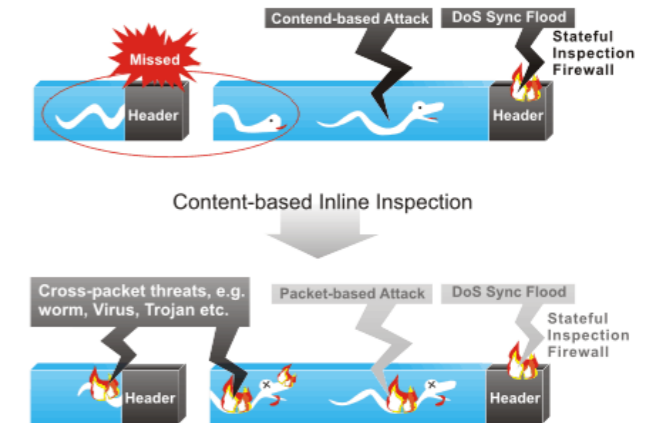 Contend-based Attack
DoS Sync Flood
Stateful
Inspection
Firewall
Missed
Header
Header
Content-based Inline Inspection
Cross-packet threats, e.g.
worm, Virus, Trojan etc.
Packet-based Attack
DoS Sync Flood
Stateful
Inspection
Firewall
Header
Header